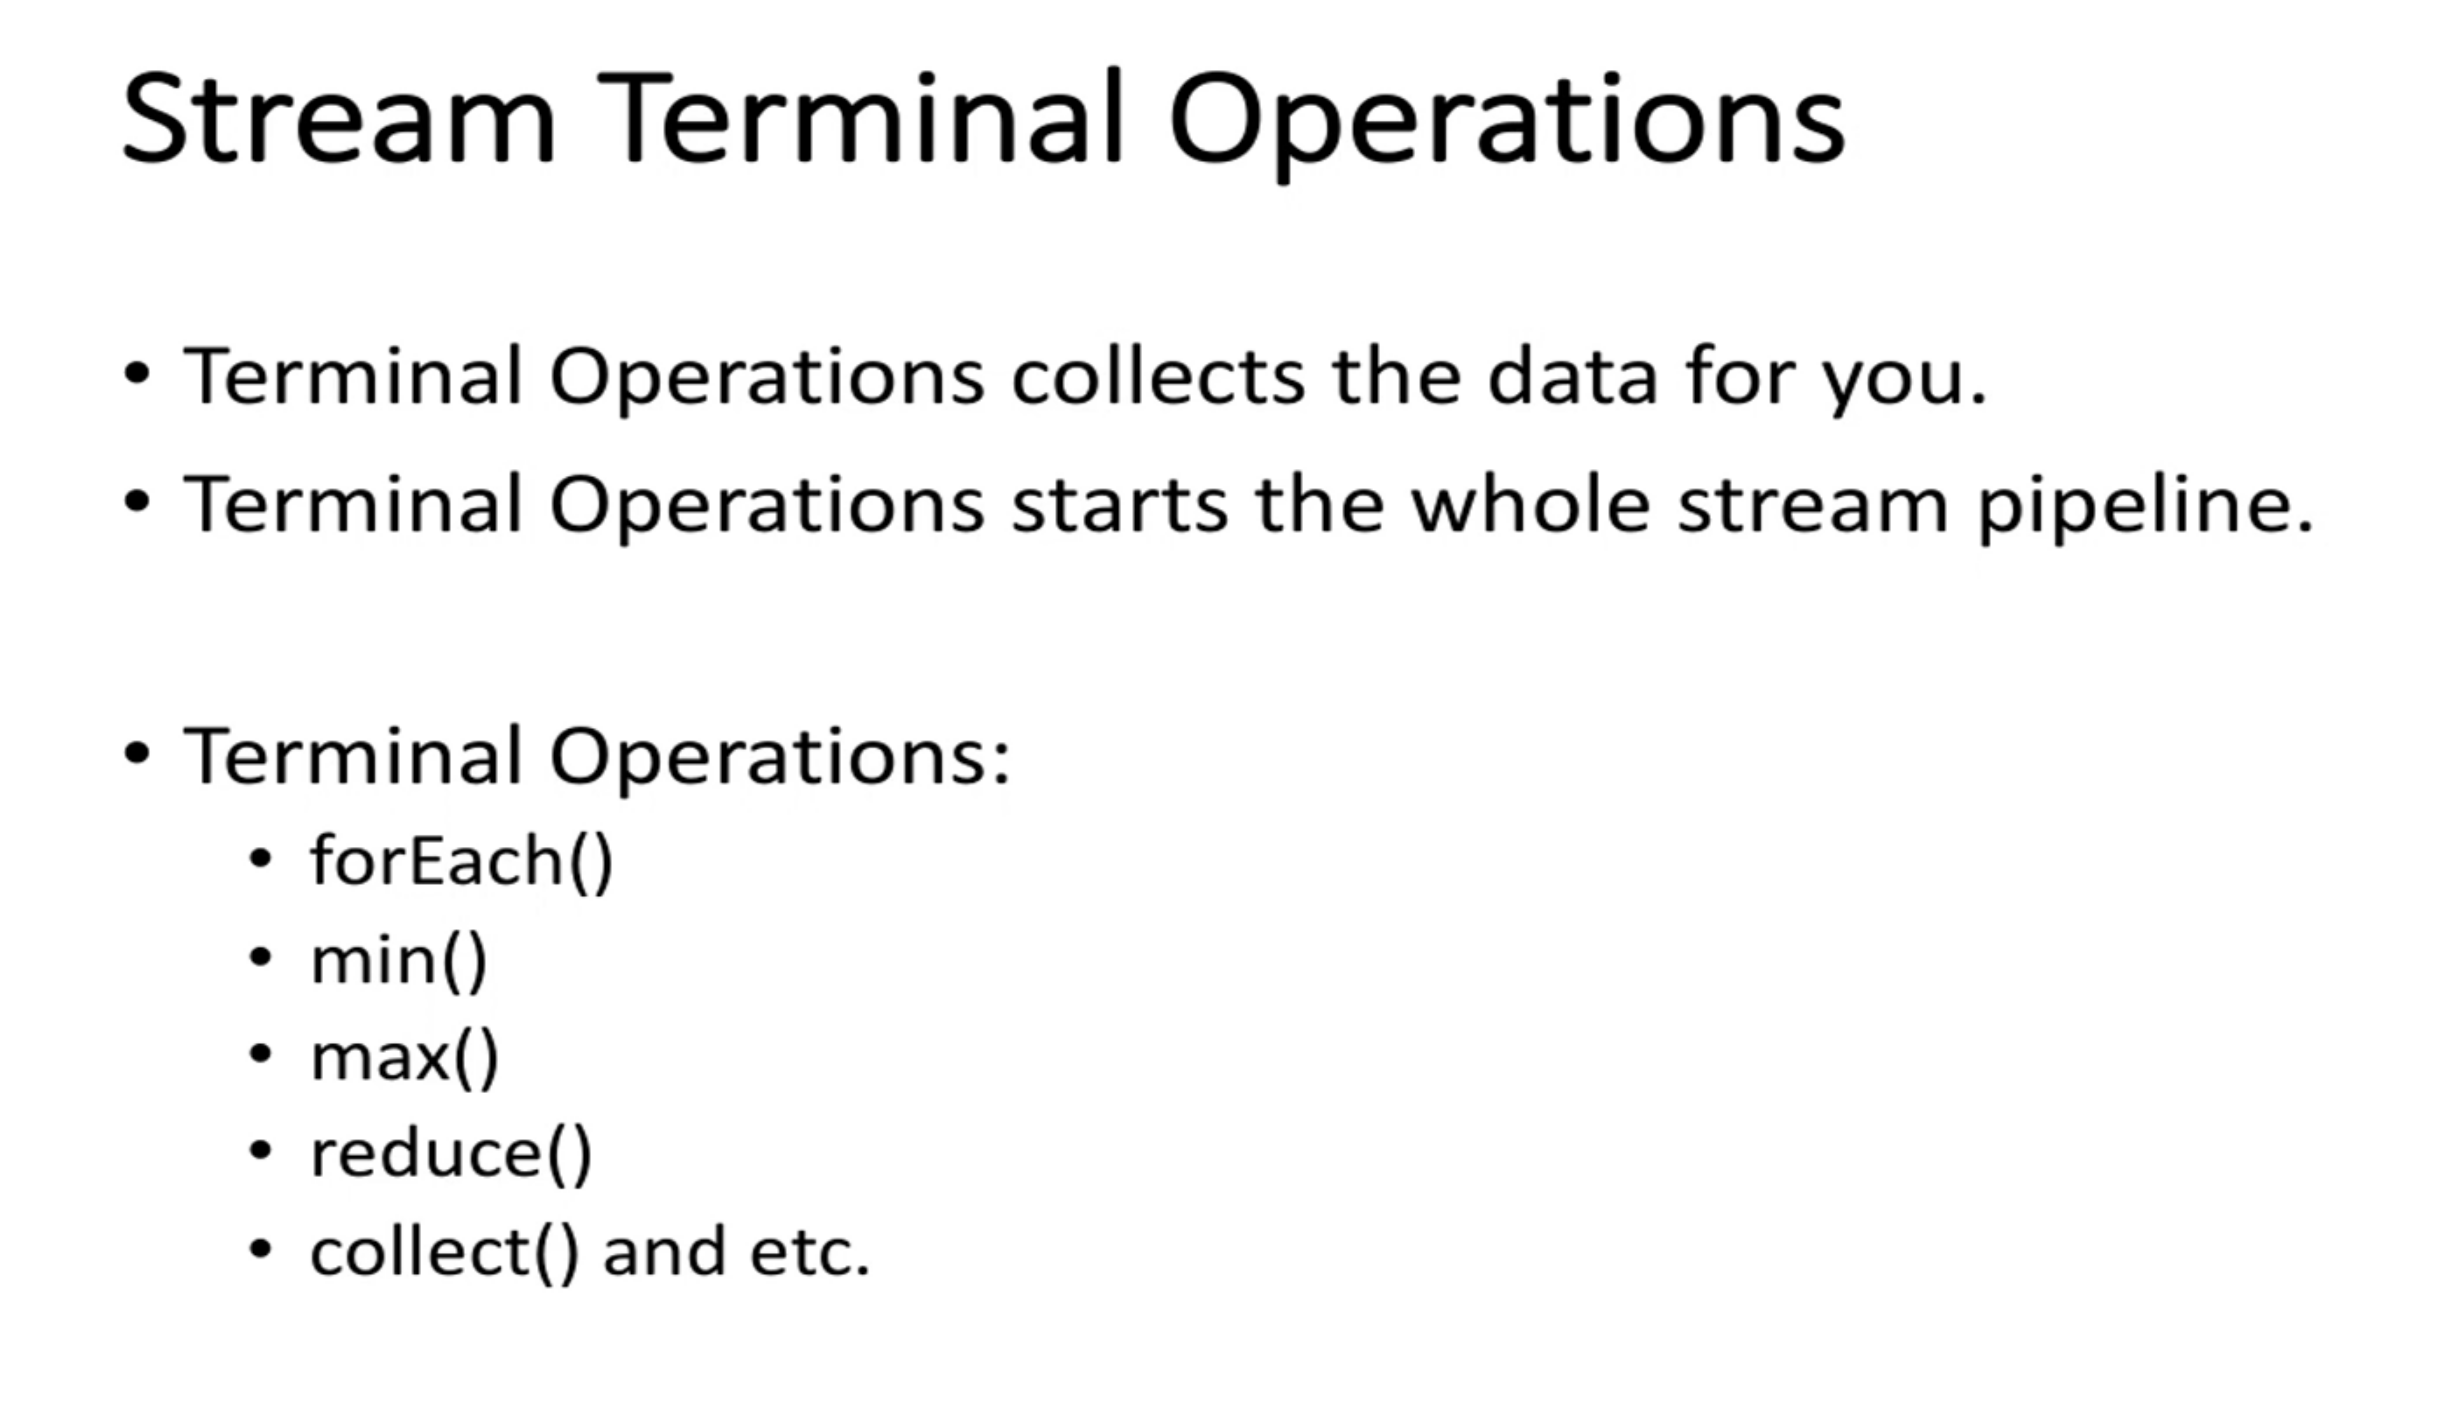 Stream Terminal Operations
• Terminal Operations collects the data for you.
• Terminal Operations starts the whole stream pipeline.
• Terminal Operations:
• forEach()
• min()
• max()
• reduce()
• collect() and etc.